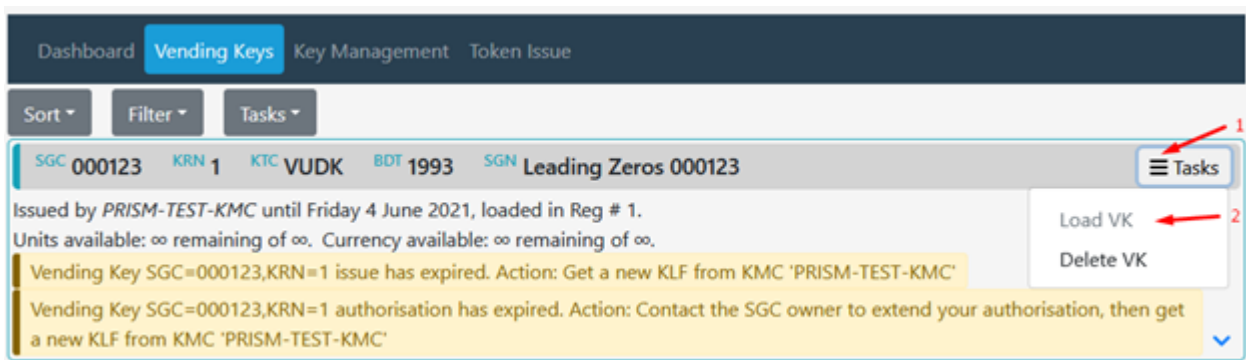 Dashboard Vending Keys Key Management Token Issue
Sort Filter Tasks
1
SGC 000123 KRN 1 KTC VUDK BDT 1993 SGN Leading Zeros 000123 Tasks
Issued by PRISM-TEST-KMC until Friday 4 June 2021, loaded in Reg # 1.
Load VK 2
Units available: ∞ remaining of ∞. Currency available: ∞ remaining of ∞.
Delete VK
Vending Key SGC=000123,KRN=1 issue has expired. Action: Get a new KLF from KMC 'PRISM-TEST-KMC'
Vending Key SGC=000123,KRN=1 authorisation has expired. Action: Contact the SGC owner to extend your authorisation, then get
a new KLF from KMC 'PRISM-TEST-KMC'